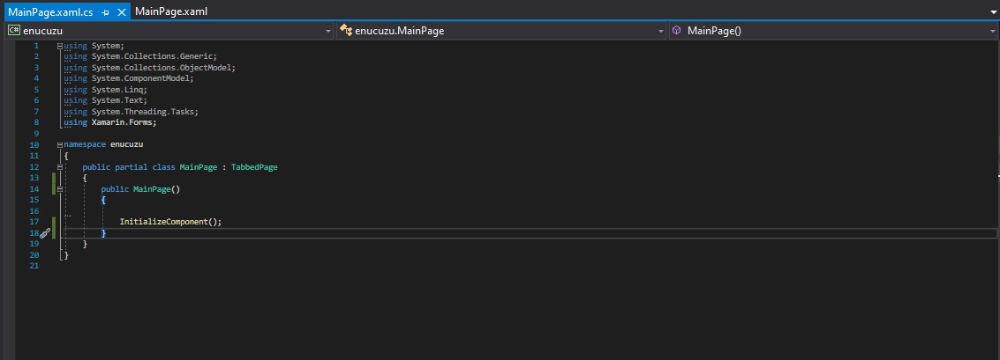 MainPage.xaml.cs MainPage.xaml
C# enucuzu enucuzu.MainPage MainPage()
1 using System;
2 using System.Collections.Generic;
3 using System.Collections.ObjectModel;
4 using System.ComponentModel;
5 using System.Linq;
6 using System.Text;
7 using System.Threading.Tasks;
8 using Xamarin.Forms;
9
10 namespace enucuzu
11 {
12 public partial class MainPage : TabbedPage
13 {
14 public MainPage()
15 {
16
17 InitializeComponent();
18 }
19 }
20 }
21